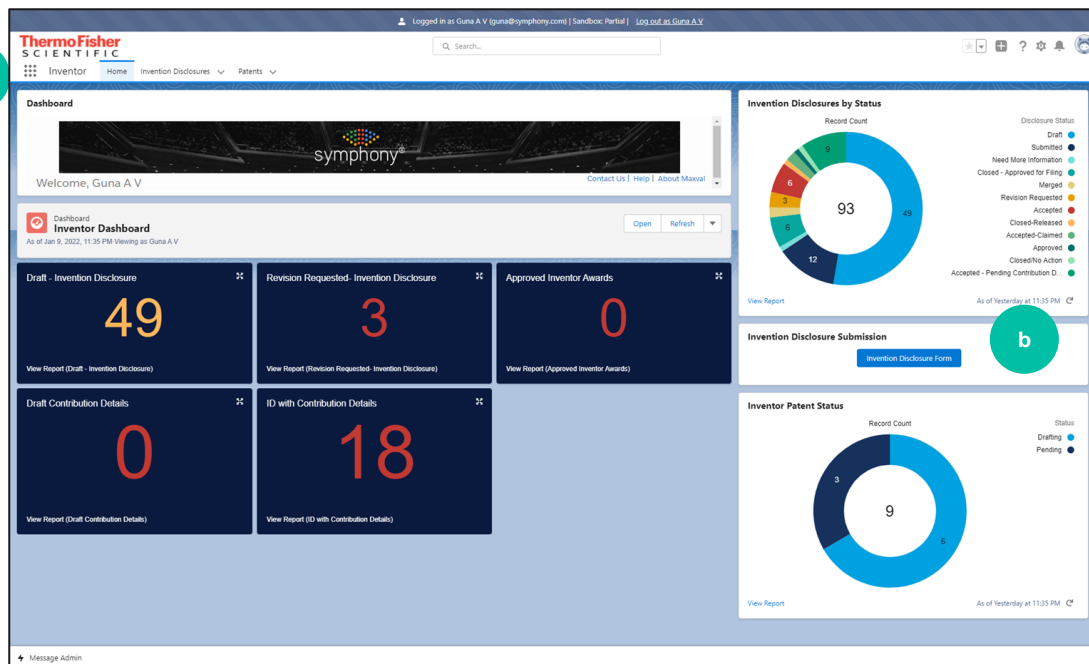 Logged in as Guna A V (guna@symphony.com) | Sandbox: Partial | Log out as Guna A V
ThermoFisher
SCIENTIFIC
Search...
Inventor Home Invention Disclosures Patents
Dashboard
symphony®
Welcome, Guna A V
Contact Us | Help | About Maxval
Dashboard
Inventor Dashboard
As of Jan 9, 2022, 11:35 PM·Viewing as Guna A V
Open Refresh
Draft - Invention Disclosure
49
View Report (Draft - Invention Disclosure)
Revision Requested- Invention Disclosure
3
View Report (Revision Requested- Invention Disclosure)
Approved Inventor Awards
0
View Report (Approved Inventor Awards)
Draft Contribution Details
0
View Report (Draft Contribution Details)
ID with Contribution Details
18
View Report (ID with Contribution Details)
Invention Disclosures by Status
Record Count
Disclosure Status
Draft
Submitted
Need More Information
Closed - Approved for Filing
Merged
Revision Requested
Accepted
Closed-Released
Accepted-Claimed
Approved
Closed/No Action
Accepted - Pending Contribution D...
9
6
3
6
12
49
93
View Report
As of Yesterday at 11:35 PM
Invention Disclosure Submission
b
Invention Disclosure Form
Inventor Patent Status
Record Count
Status
Drafting
Pending
3
9
6
View Report
As of Yesterday at 11:35 PM
Message Admin